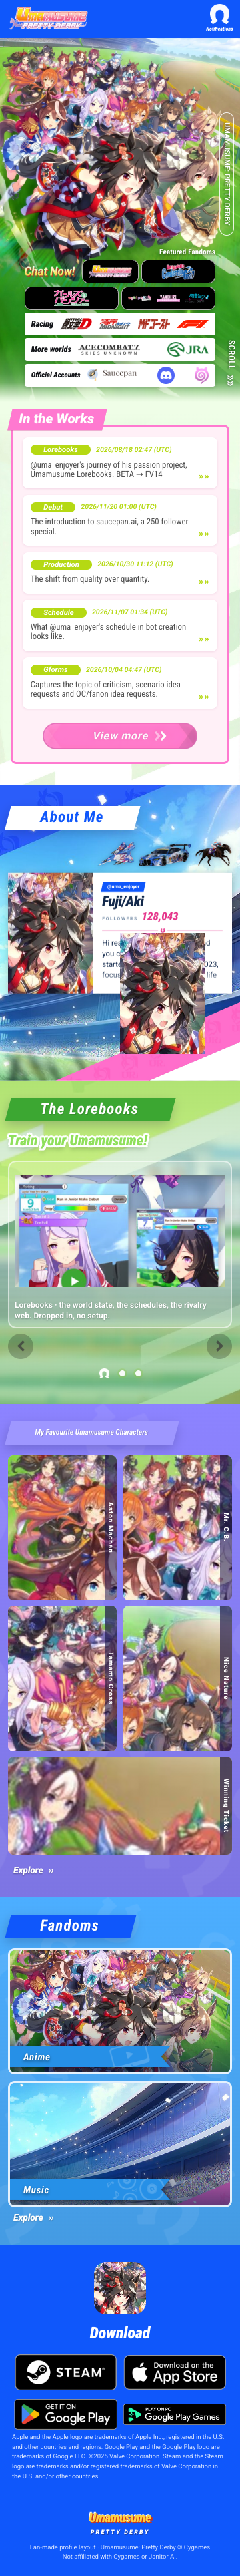 Umamusume
PRETTY DERBY
Notifications
UMAMUSUME: PRETTY DERBY
Featured Fandoms
Chat Now!
Racing
MFゴースト
F1
More worlds
ACE COMBAT 7
SKIES UNKNOWN
JRA
Official Accounts
Saucepan
SCROLL »»
In the Works
Lorebooks 2026/08/18 02:47 (UTC)
@uma_enjoyer's journey of his passion project,
Umamusume Lorebooks. BETA → FV14
»»
Debut 2026/11/20 01:00 (UTC)
The introduction to saucepan.ai, a 250 follower
special.
»»
Production 2026/10/30 11:12 (UTC)
The shift from quality over quantity.
»»
Schedule 2026/11/07 01:34 (UTC)
What @uma_enjoyer's schedule in bot creation
looks like.
»»
Gforms 2026/10/04 04:47 (UTC)
Captures the topic of criticism, scenario idea
requests and OC/fanon idea requests.
»»
View more
About Me
@uma_enjoyer
Fuji/Aki
FOLLOWERS 128,043
The Lorebooks
Train your Umamusume!
Lorebooks · the world state, the schedules, the rivalry
web. Dropped in, no setup.
My Favourite Umamusume Characters
Aston Machan
Mr. C.B
Tamamo Cross
Nice Nature
Winning Ticket
Explore »
Fandoms
Anime
Music
Explore »
Download
STEAM
Download on the
App Store
GET IT ON
Google Play
PLAY ON PC
Google Play Games
Apple and the Apple logo are trademarks of Apple Inc., registered in the U.S.
and other countries and regions. Google Play and the Google Play logo are
trademarks of Google LLC. ©2025 Valve Corporation. Steam and the Steam
logo are trademarks and/or registered trademarks of Valve Corporation in
the U.S. and/or other countries.
Umamusume
PRETTY DERBY
Fan-made profile layout · Umamusume: Pretty Derby © Cygames
Not affiliated with Cygames or Janitor AI.